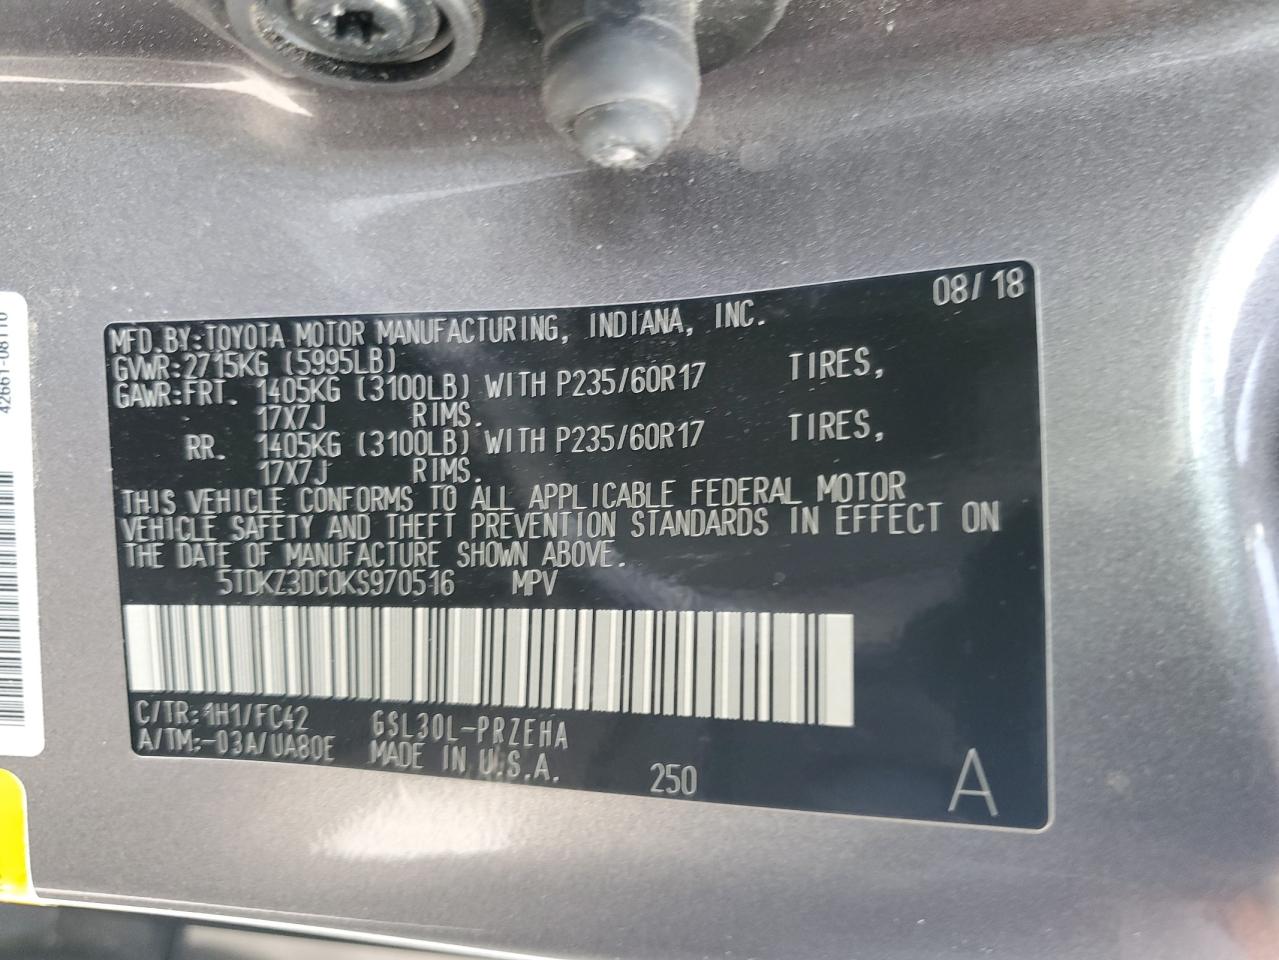 08/18
MFD.BY:TOYOTA MOTOR MANUFACTURING, INDIANA, INC.
GVWR:2715KG (5995LB)
GAWR:FRT. 1405KG (3100LB) WITH P235/60R17 TIRES,
17X7J RIMS.
RR. 1405KG (3100LB) WITH P235/60R17 TIRES,
17X7J RIMS.
THIS VEHICLE CONFORMS TO ALL APPLICABLE FEDERAL MOTOR
VEHICLE SAFETY AND THEFT PREVENTION STANDARDS IN EFFECT ON
THE DATE OF MANUFACTURE SHOWN ABOVE.
5TDKZ3DC0KS970516 MPV
C/TR:1H1/FC42 GSL30L-PRZEHA
A/TM:-03A/UA80E MADE IN U.S.A.
250 A
42661-08110